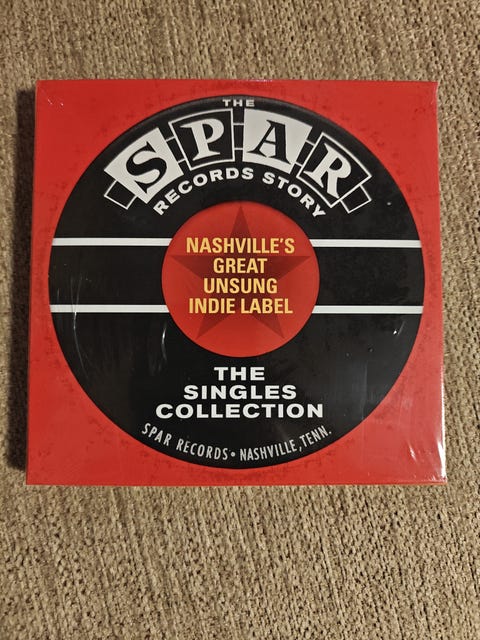 THE
SPAR
RECORDS STORY
NASHVILLE'S
GREAT
UNSUNG
INDIE LABEL
THE
SINGLES
COLLECTION
SPAR RECORDS • NASHVILLE, TENN.